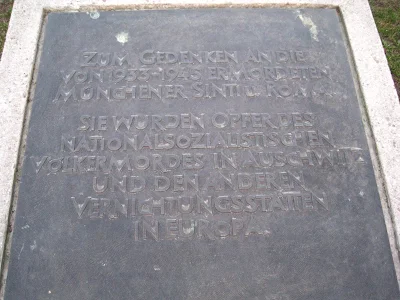 ZUM GEDENKEN AN DIE
VON 1933-1945 ERMORDETEN
MÜNCHENER SINTI U. ROMA.
SIE WURDEN OPFER DES
NATIONALSOZIALISTISCHEN
VÖLKERMORDES IN AUSCHWITZ
UND DEN ANDEREN
VERNICHTUNGSSTÄTTEN
IN EUROPA.